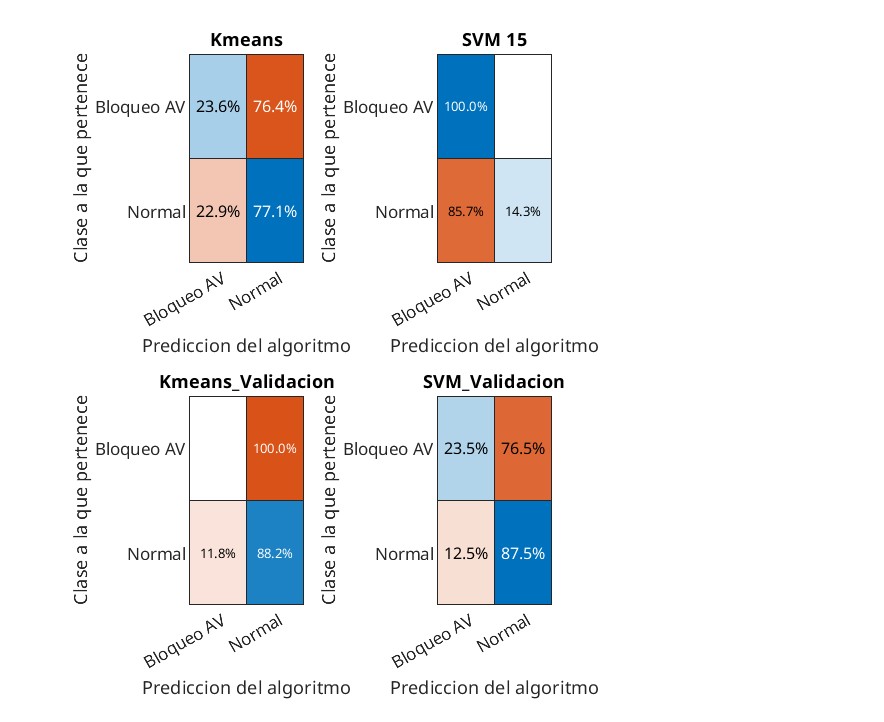 Kmeans
Clase a la que pertenece
Bloqueo AV
23.6%
76.4%
Normal
22.9%
77.1%
Bloqueo AV
Normal
Prediccion del algoritmo
SVM 15
Clase a la que pertenece
Bloqueo AV
100.0%
Normal
85.7%
14.3%
Bloqueo AV
Normal
Prediccion del algoritmo
Kmeans_Validacion
Clase a la que pertenece
Bloqueo AV
100.0%
Normal
11.8%
88.2%
Bloqueo AV
Normal
Prediccion del algoritmo
SVM_Validacion
Clase a la que pertenece
Bloqueo AV
23.5%
76.5%
Normal
12.5%
87.5%
Bloqueo AV
Normal
Prediccion del algoritmo